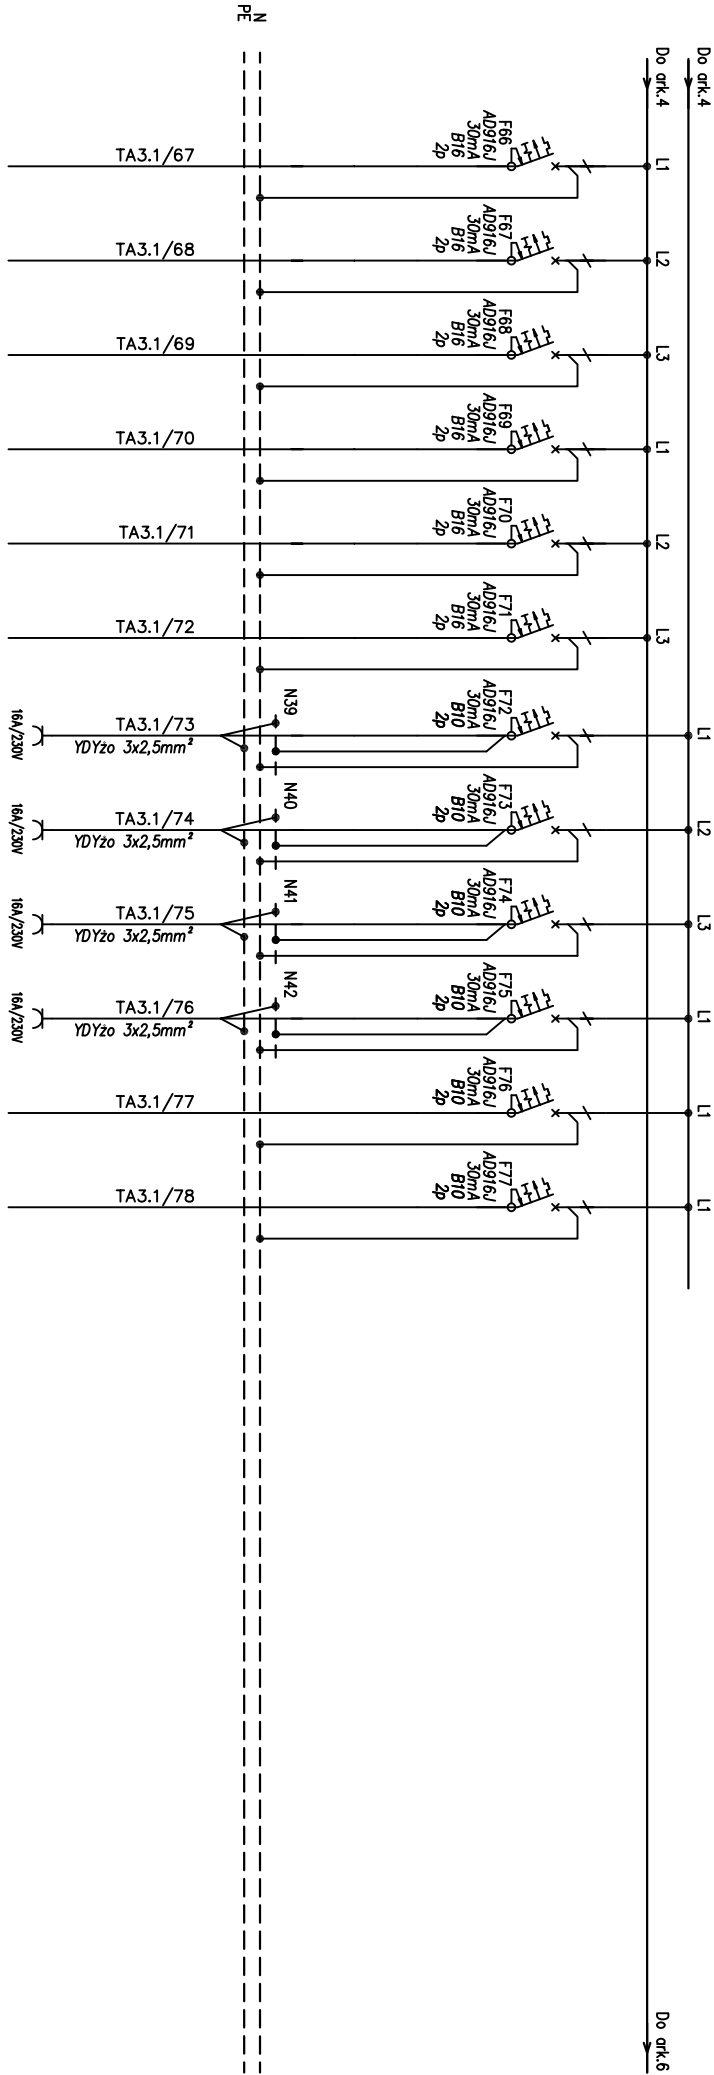 N
PE
Do ark.4
Do ark.4
L1
F66
AD916J
30mA
B16
2p
TA3.1/67
L2
F67
AD916J
30mA
B16
2p
TA3.1/68
L3
F68
AD916J
30mA
B16
2p
TA3.1/69
L1
F69
AD916J
30mA
B16
2p
TA3.1/70
L2
F70
AD916J
30mA
B16
2p
TA3.1/71
L3
F71
AD916J
30mA
B16
2p
TA3.1/72
L1
F72
AD916J
30mA
B10
2p
N39
TA3.1/73
YDYżo 3x2,5mm²
16A/230V
L2
F73
AD916J
30mA
B10
2p
N40
TA3.1/74
YDYżo 3x2,5mm²
16A/230V
L3
F74
AD916J
30mA
B10
2p
N41
TA3.1/75
YDYżo 3x2,5mm²
16A/230V
L1
F75
AD916J
30mA
B10
2p
N42
TA3.1/76
YDYżo 3x2,5mm²
16A/230V
L1
F76
AD916J
30mA
B10
2p
TA3.1/77
L1
F77
AD916J
30mA
B10
2p
TA3.1/78
Do ark.6